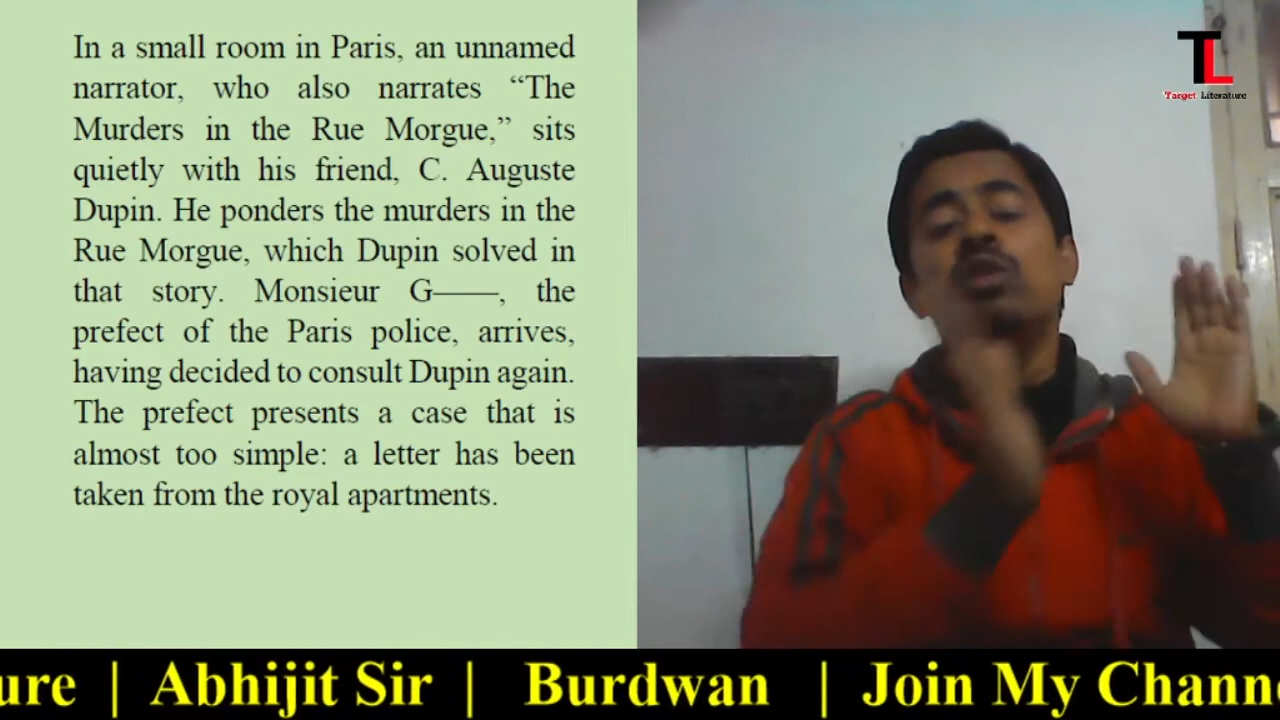 In a small room in Paris, an unnamed
narrator, who also narrates “The
Murders in the Rue Morgue,” sits
quietly with his friend, C. Auguste
Dupin. He ponders the murders in the
Rue Morgue, which Dupin solved in
that story. Monsieur G——, the
prefect of the Paris police, arrives,
having decided to consult Dupin again.
The prefect presents a case that is
almost too simple: a letter has been
taken from the royal apartments.
TL
Target Literature
ure | Abhijit Sir | Burdwan | Join My Channe